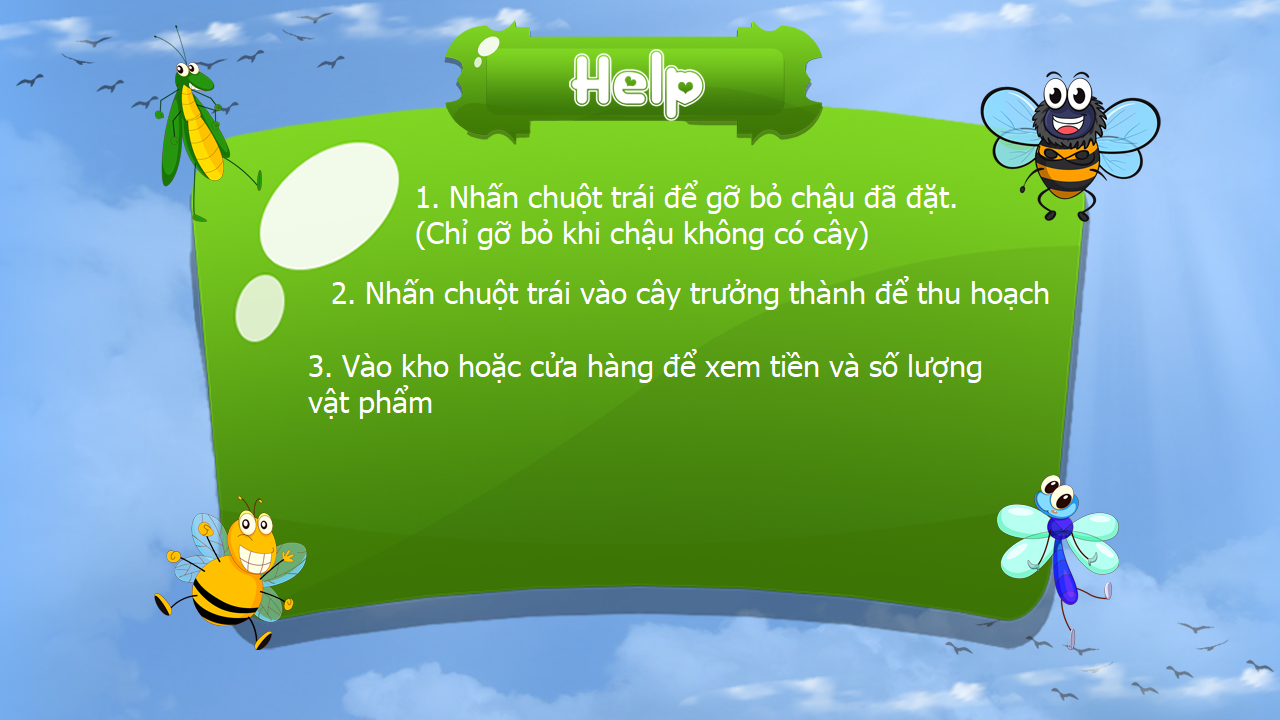 Help
1. Nhấn chuột trái để gỡ bỏ chậu đã đặt.
(Chỉ gỡ bỏ khi chậu không có cây)
2. Nhấn chuột trái vào cây trưởng thành để thu hoạch
3. Vào kho hoặc cửa hàng để xem tiền và số lượng
vật phẩm